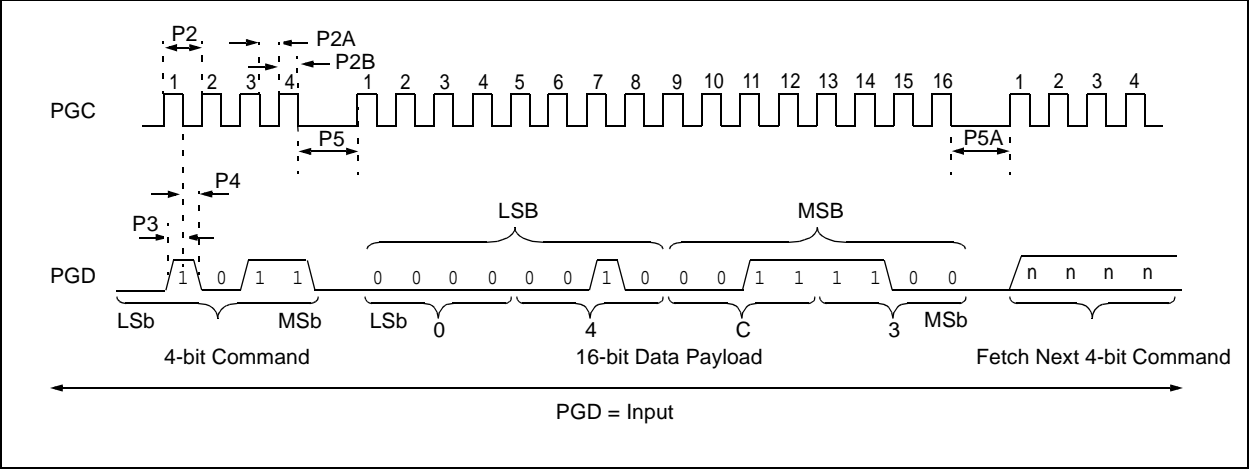 P2 P2A
P2B
1 2 3 4 1 2 3 4 5 6 7 8 9 10 11 12 13 14 15 16 1 2 3 4
PGC
P5 P5A
P4
P3
LSB MSB
PGD 1 0 1 1 0 0 0 0 0 0 1 0 0 0 1 1 1 1 0 0 n n n n
LSb MSb LSb 0 4 C 3 MSb
4-bit Command 16-bit Data Payload Fetch Next 4-bit Command
PGD = Input